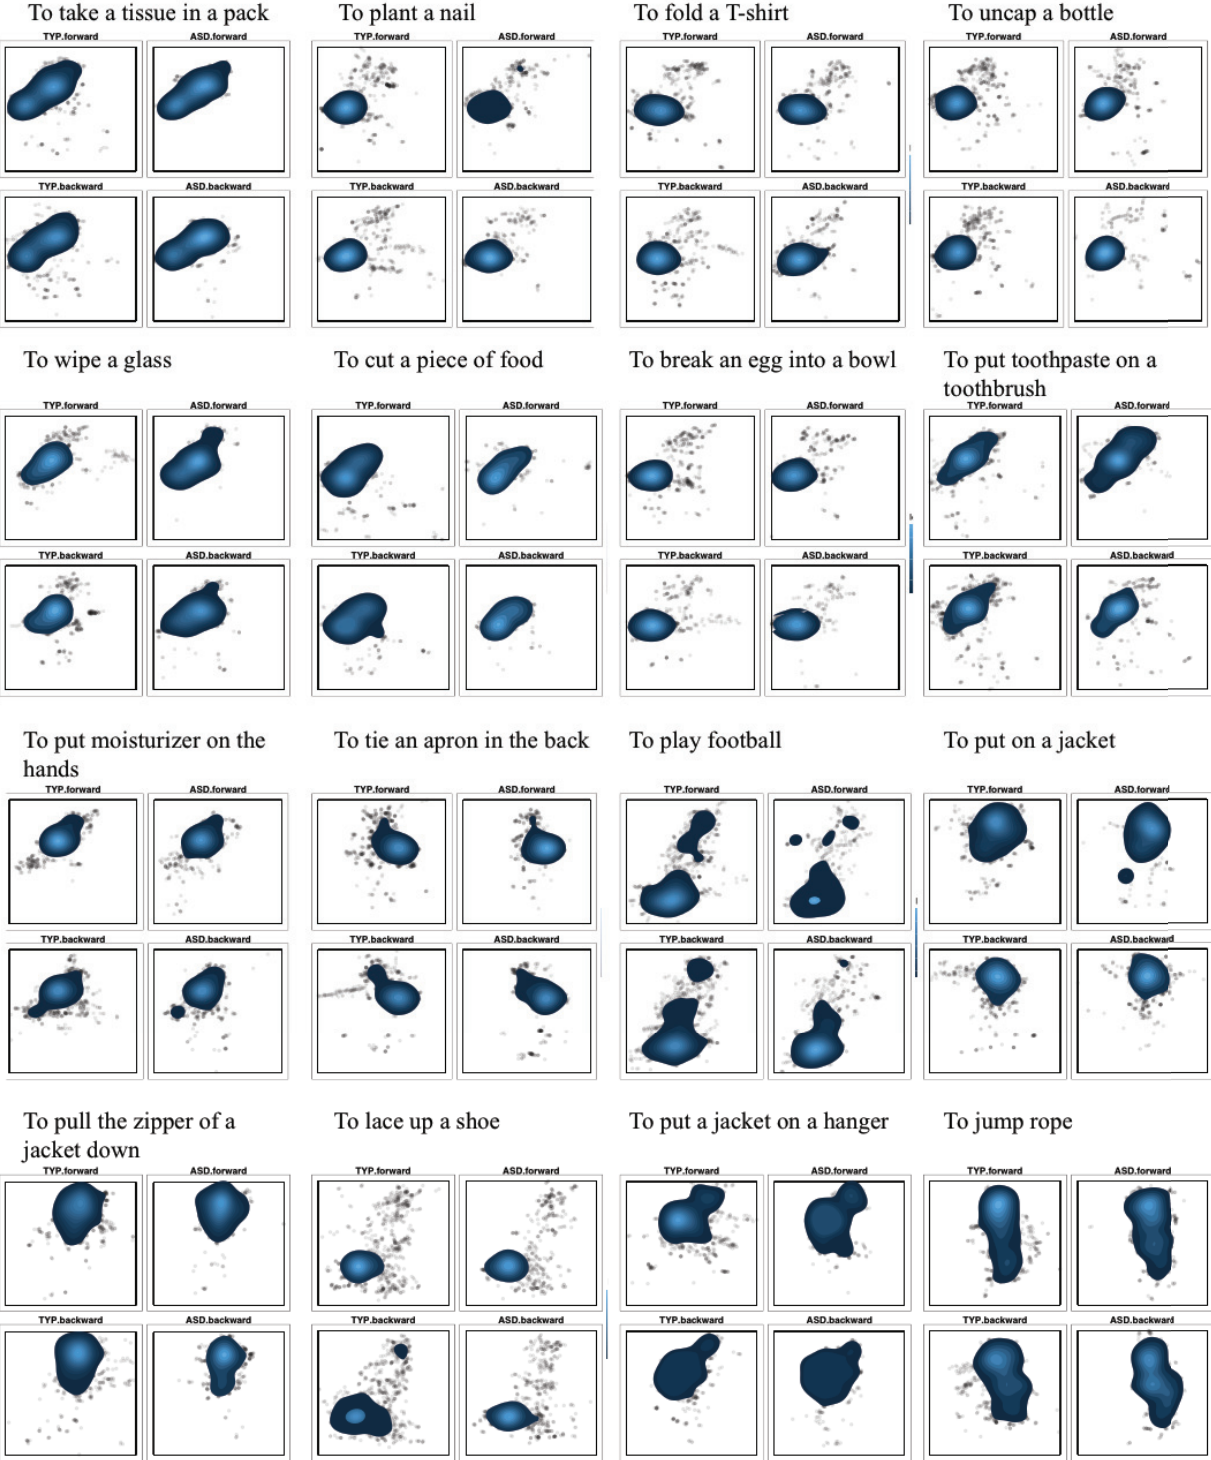 To take a tissue in a pack
To plant a nail
To fold a T-shirt
To uncap a bottle
TYP.forward
ASD.forward
TYP.forward
ASD.forward
TYP.forward
ASD.forward
TYP.forward
ASD.forward
TYP.backward
ASD.backward
TYP.backward
ASD.backward
TYP.backward
ASD.backward
TYP.backward
ASD.backward
To wipe a glass
To cut a piece of food
To break an egg into a bowl
To put toothpaste on a
toothbrush
TYP.forward
ASD.forward
TYP.forward
ASD.forward
TYP.forward
ASD.forward
TYP.forward
ASD.forward
TYP.backward
ASD.backward
TYP.backward
ASD.backward
TYP.backward
ASD.backward
TYP.backward
ASD.backward
To put moisturizer on the
hands
To tie an apron in the back
To play football
To put on a jacket
TYP.forward
ASD.forward
TYP.forward
ASD.forward
TYP.forward
ASD.forward
TYP.forward
ASD.forward
TYP.backward
ASD.backward
TYP.backward
ASD.backward
TYP.backward
ASD.backward
TYP.backward
ASD.backward
To pull the zipper of a
jacket down
To lace up a shoe
To put a jacket on a hanger
To jump rope
TYP.forward
ASD.forward
TYP.forward
ASD.forward
TYP.forward
ASD.forward
TYP.forward
ASD.forward
TYP.backward
ASD.backward
TYP.backward
ASD.backward
TYP.backward
ASD.backward
TYP.backward
ASD.backward